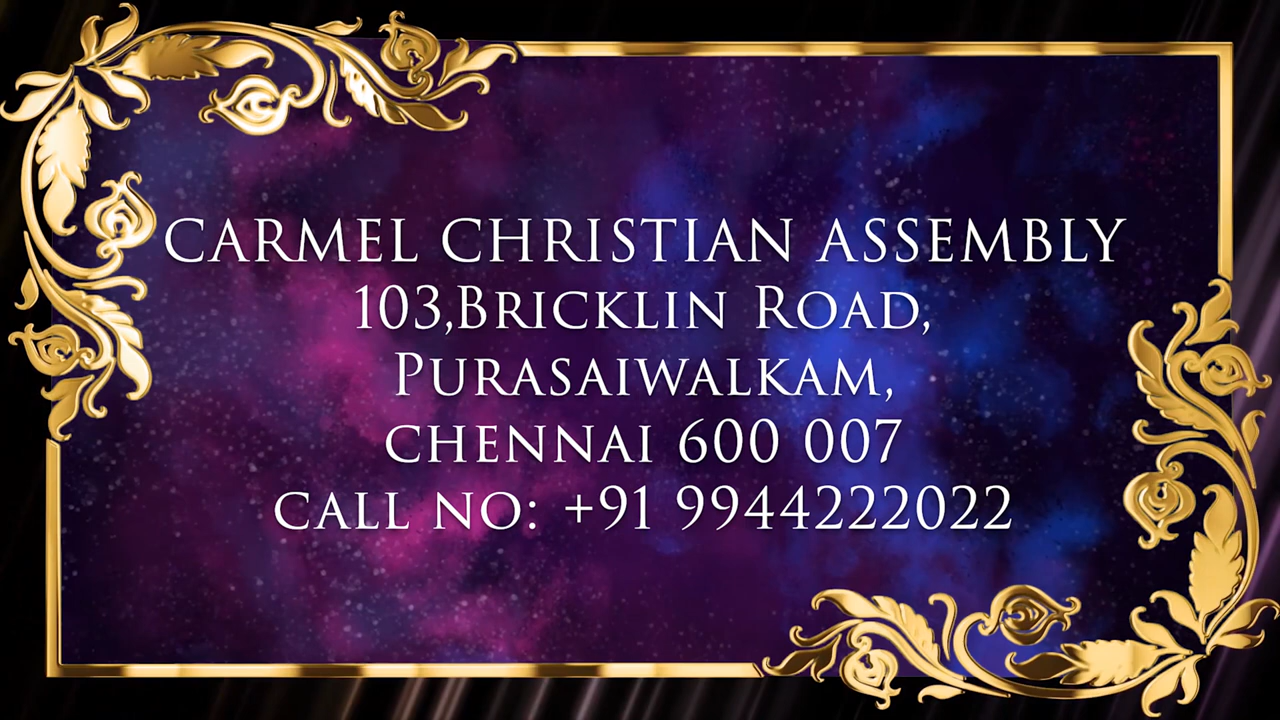 CARMEL CHRISTIAN ASSEMBLY
103,Bricklin Road,
Purasaiwalkam,
chennai 600 007
call no: +91 9944222022